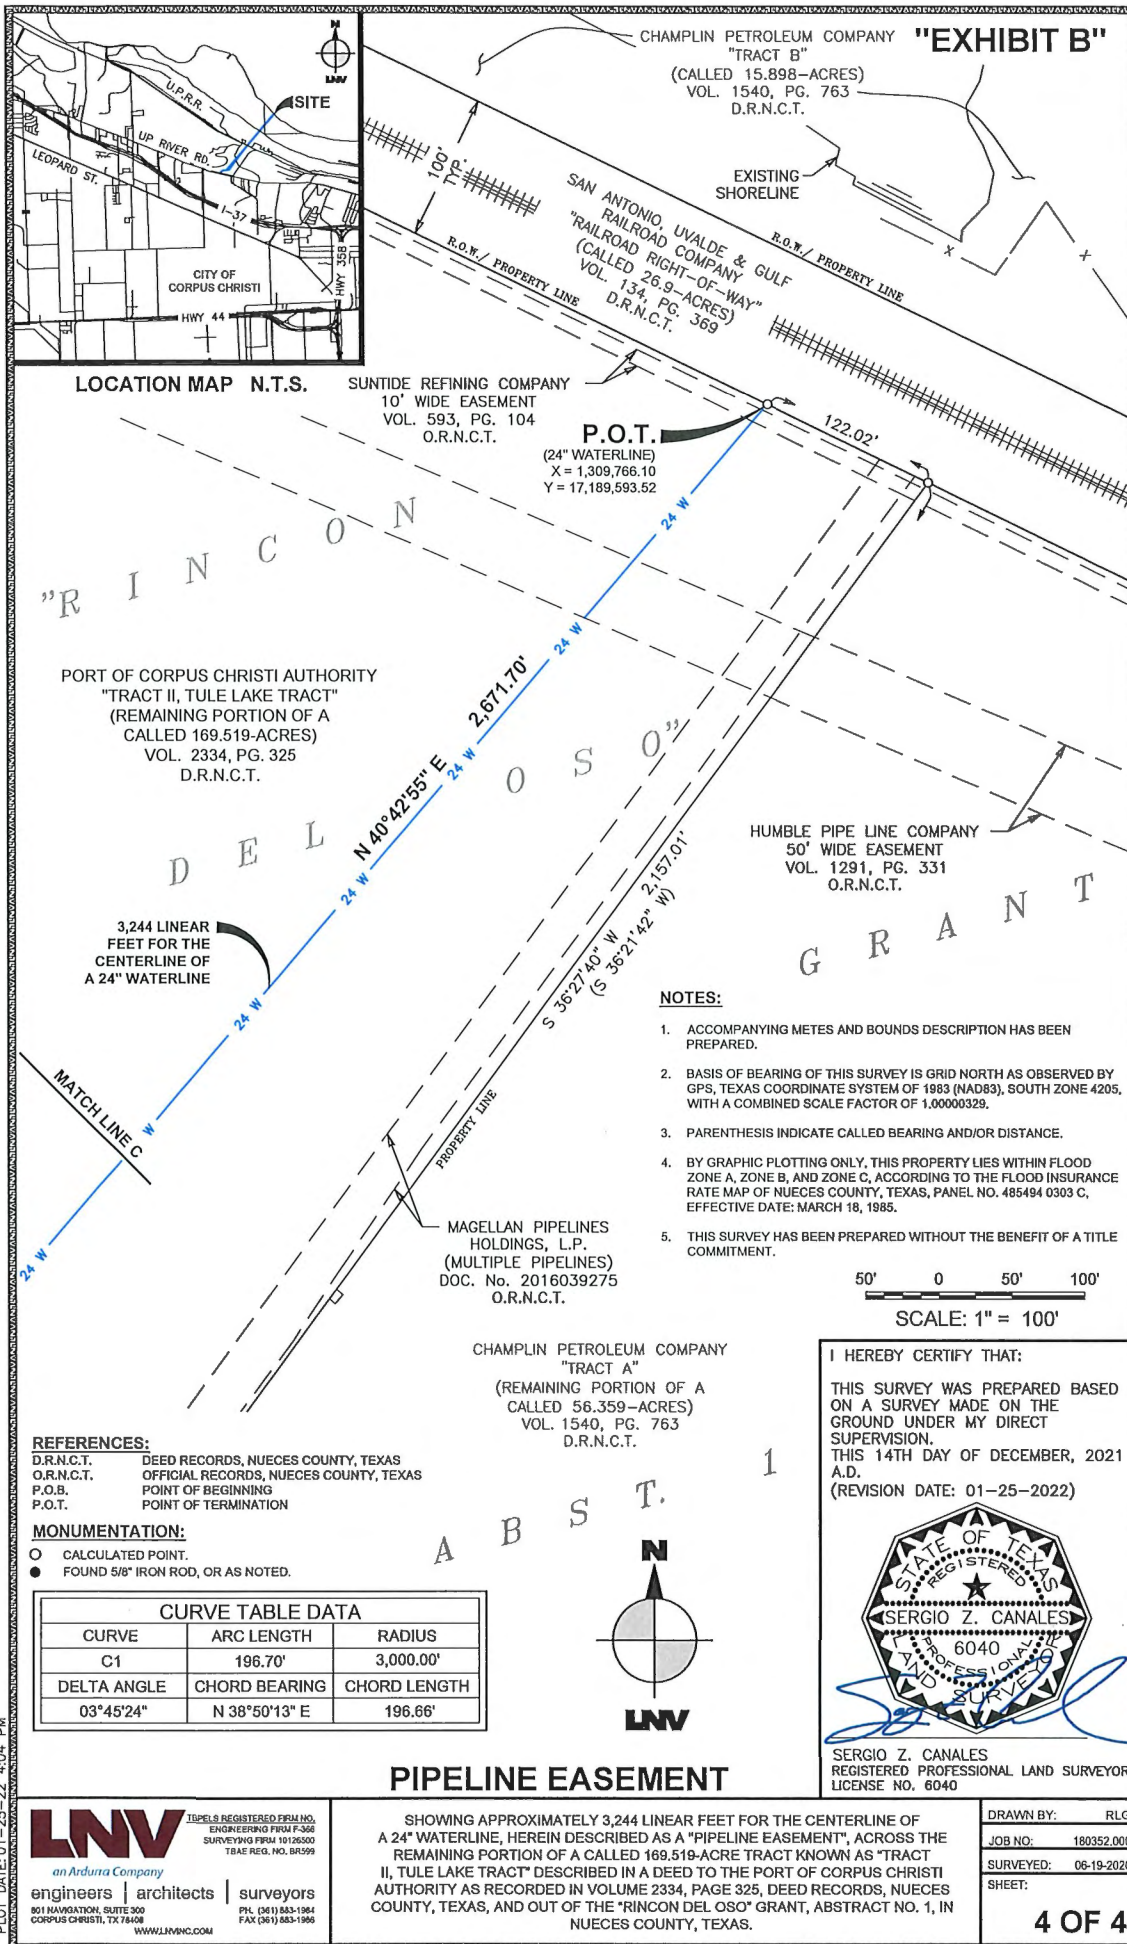 "EXHIBIT B"
CHAMPLIN PETROLEUM COMPANY
"TRACT B"
(CALLED 15.898-ACRES)
VOL. 1540, PG. 763
D.R.N.C.T.
N
LNV
SITE
U.P.R.R.
UP RIVER RD.
LEOPARD ST.
I-37
HWY 358
CITY OF
CORPUS CHRISTI
HWY 44
LOCATION MAP N.T.S.
100'
TYP.
EXISTING
SHORELINE
X
X
SAN ANTONIO, UVALDE & GULF
RAILROAD COMPANY
"RAILROAD RIGHT-OF-WAY"
(CALLED 26.9-ACRES)
VOL. 134, PG. 369
D.R.N.C.T.
R.O.W./ PROPERTY LINE
R.O.W./ PROPERTY LINE
SUNTIDE REFINING COMPANY
10' WIDE EASEMENT
VOL. 593, PG. 104
O.R.N.C.T.
P.O.T.
(24" WATERLINE)
X = 1,309,766.10
Y = 17,189,593.52
122.02'
24 W
24 W
24 W
24 W
24 W
W
24 W
"RINCON
DEL OSO"
GRANT
ABST. 1
PORT OF CORPUS CHRISTI AUTHORITY
"TRACT II, TULE LAKE TRACT"
(REMAINING PORTION OF A
CALLED 169.519-ACRES)
VOL. 2334, PG. 325
D.R.N.C.T.
N 40°42'55" E 2,671.70'
HUMBLE PIPE LINE COMPANY
50' WIDE EASEMENT
VOL. 1291, PG. 331
O.R.N.C.T.
3,244 LINEAR
FEET FOR THE
CENTERLINE OF
A 24" WATERLINE
S 36°27'40" W 2,157.01'
(S 36°21'42" W)
MATCH LINE C
PROPERTY LINE
NOTES:
1. ACCOMPANYING METES AND BOUNDS DESCRIPTION HAS BEEN
PREPARED.
2. BASIS OF BEARING OF THIS SURVEY IS GRID NORTH AS OBSERVED BY
GPS, TEXAS COORDINATE SYSTEM OF 1983 (NAD83), SOUTH ZONE 4205,
WITH A COMBINED SCALE FACTOR OF 1.00000329.
3. PARENTHESIS INDICATE CALLED BEARING AND/OR DISTANCE.
4. BY GRAPHIC PLOTTING ONLY, THIS PROPERTY LIES WITHIN FLOOD
ZONE A, ZONE B, AND ZONE C, ACCORDING TO THE FLOOD INSURANCE
RATE MAP OF NUECES COUNTY, TEXAS, PANEL NO. 485494 0303 C,
EFFECTIVE DATE: MARCH 18, 1985.
5. THIS SURVEY HAS BEEN PREPARED WITHOUT THE BENEFIT OF A TITLE
COMMITMENT.
MAGELLAN PIPELINES
HOLDINGS, L.P.
(MULTIPLE PIPELINES)
DOC. No. 2016039275
O.R.N.C.T.
50' 0 50' 100'
SCALE: 1" = 100'
CHAMPLIN PETROLEUM COMPANY
"TRACT A"
(REMAINING PORTION OF A
CALLED 56.359-ACRES)
VOL. 1540, PG. 763
D.R.N.C.T.
I HEREBY CERTIFY THAT:
THIS SURVEY WAS PREPARED BASED
ON A SURVEY MADE ON THE
GROUND UNDER MY DIRECT
SUPERVISION.
THIS 14TH DAY OF DECEMBER, 2021
A.D.
(REVISION DATE: 01-25-2022)
STATE OF TEXAS
REGISTERED
SERGIO Z. CANALES
6040
PROFESSIONAL
LAND SURVEYOR
SERGIO Z. CANALES
REGISTERED PROFESSIONAL LAND SURVEYOR
LICENSE NO. 6040
REFERENCES:
D.R.N.C.T. DEED RECORDS, NUECES COUNTY, TEXAS
O.R.N.C.T. OFFICIAL RECORDS, NUECES COUNTY, TEXAS
P.O.B. POINT OF BEGINNING
P.O.T. POINT OF TERMINATION
MONUMENTATION:
CALCULATED POINT.
FOUND 5/8" IRON ROD, OR AS NOTED.
CURVE TABLE DATA
CURVE ARC LENGTH RADIUS
C1 196.70' 3,000.00'
DELTA ANGLE CHORD BEARING CHORD LENGTH
03°45'24" N 38°50'13" E 196.66'
N
LNV
PIPELINE EASEMENT
PLOT DATE: 01-25-22 4:04 PM
LNV
an Ardurra Company
engineers | architects | surveyors
TBPELS REGISTERED FIRM NO.
ENGINEERING FIRM F-366
SURVEYING FIRM 10126500
TBAE REG. NO. BR599
801 NAVIGATION, SUITE 300
CORPUS CHRISTI, TX 78408
PH. (361) 883-1984
FAX (361) 883-1986
WWW.LNVINC.COM
SHOWING APPROXIMATELY 3,244 LINEAR FEET FOR THE CENTERLINE OF
A 24" WATERLINE, HEREIN DESCRIBED AS A "PIPELINE EASEMENT", ACROSS THE
REMAINING PORTION OF A CALLED 169.519-ACRE TRACT KNOWN AS "TRACT
II, TULE LAKE TRACT" DESCRIBED IN A DEED TO THE PORT OF CORPUS CHRISTI
AUTHORITY AS RECORDED IN VOLUME 2334, PAGE 325, DEED RECORDS, NUECES
COUNTY, TEXAS, AND OUT OF THE "RINCON DEL OSO" GRANT, ABSTRACT NO. 1, IN
NUECES COUNTY, TEXAS.
DRAWN BY: RLG
JOB NO: 180352.000
SURVEYED: 06-19-2020
SHEET:
4 OF 4